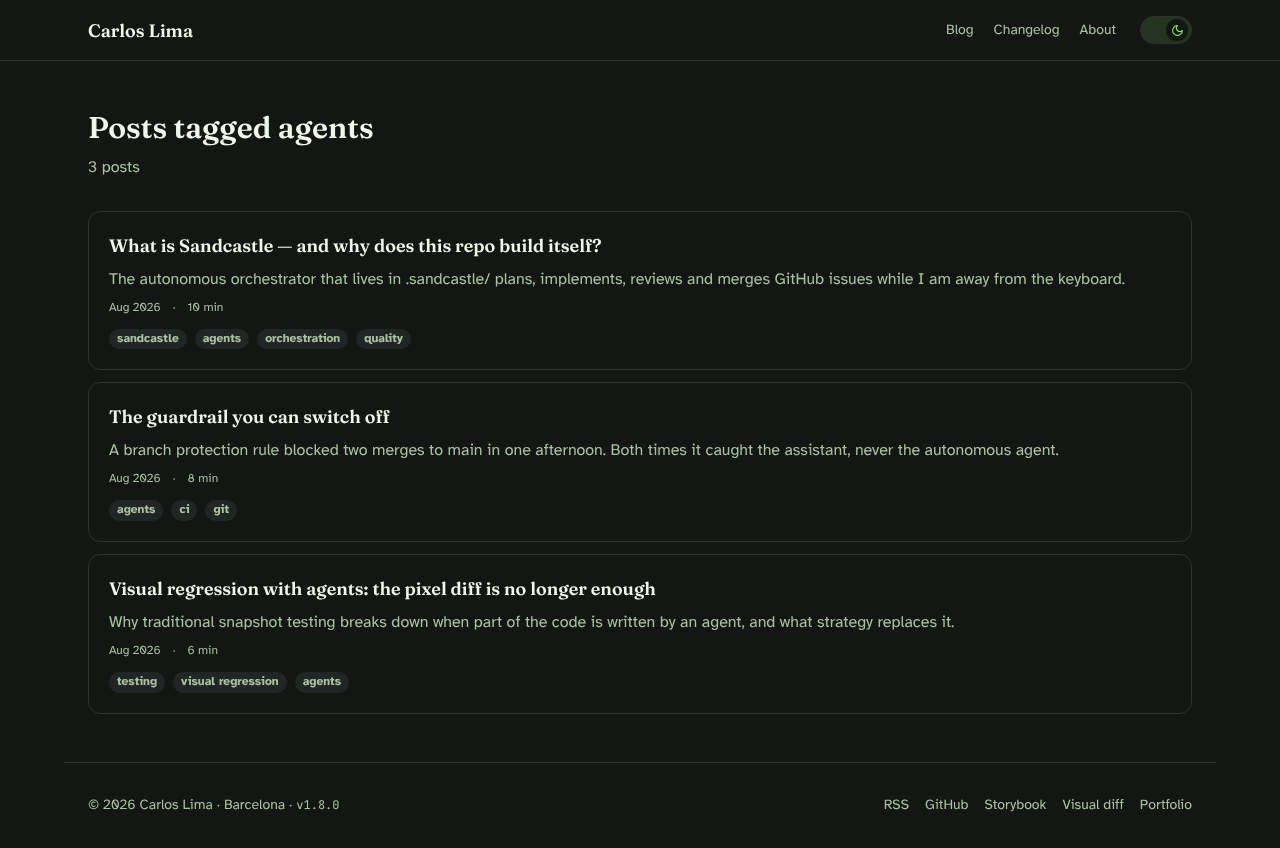 Carlos Lima
Blog Changelog About
Posts tagged agents
3 posts
What is Sandcastle — and why does this repo build itself?
The autonomous orchestrator that lives in .sandcastle/ plans, implements, reviews and merges GitHub issues while I am away from the keyboard.
Aug 2026 · 10 min
sandcastle agents orchestration quality
The guardrail you can switch off
A branch protection rule blocked two merges to main in one afternoon. Both times it caught the assistant, never the autonomous agent.
Aug 2026 · 8 min
agents ci git
Visual regression with agents: the pixel diff is no longer enough
Why traditional snapshot testing breaks down when part of the code is written by an agent, and what strategy replaces it.
Aug 2026 · 6 min
testing visual regression agents
© 2026 Carlos Lima · Barcelona · v1.8.0
RSS GitHub Storybook Visual diff Portfolio